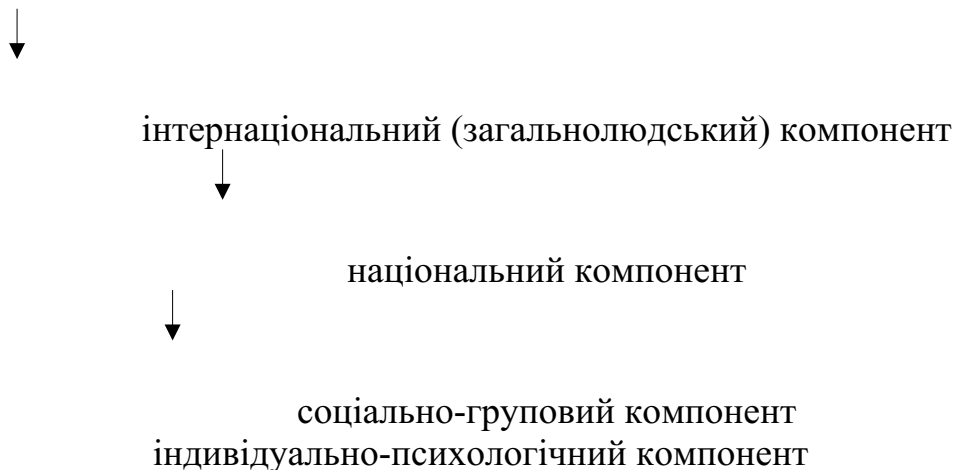 інтернаціональний (загальнолюдський) компонент
національний компонент
соціально-груповий компонент
індивідуально-психологічний компонент